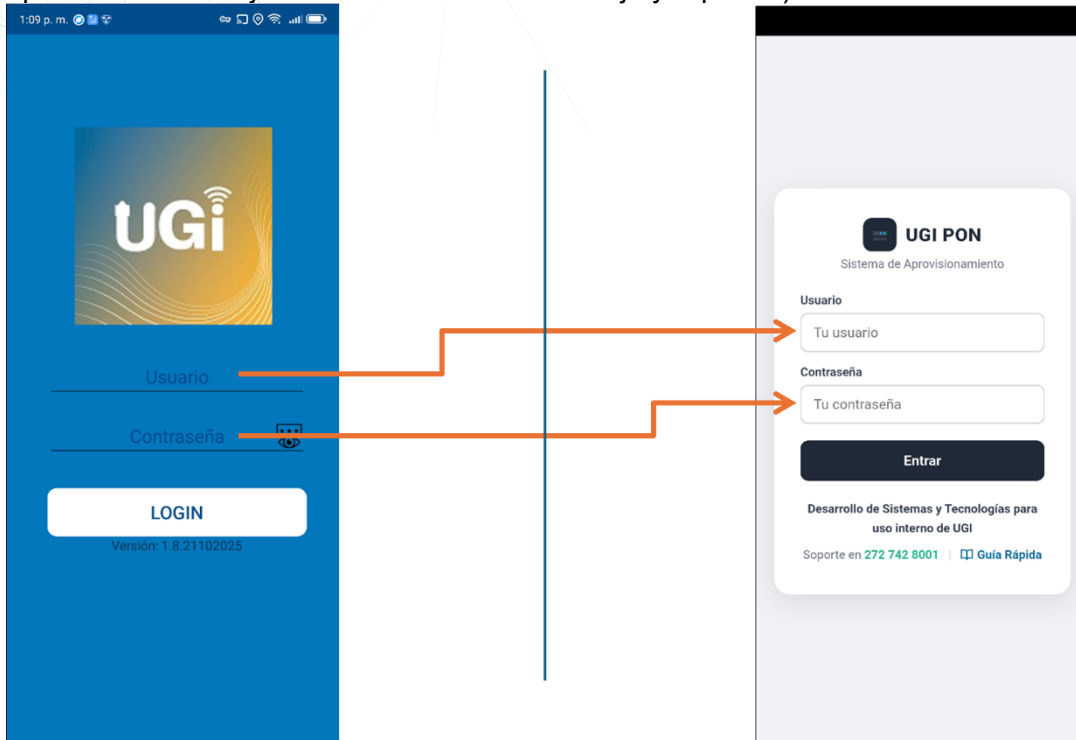 1:09 p. m.
UGi
Usuario
Contraseña
LOGIN
Versión: 1.8.21102025
UGI PON
Sistema de Aprovisionamiento
Usuario
Tu usuario
Contraseña
Tu contraseña
Entrar
Desarrollo de Sistemas y Tecnologías para
uso interno de UGI
Soporte en 272 742 8001 | Guía Rápida